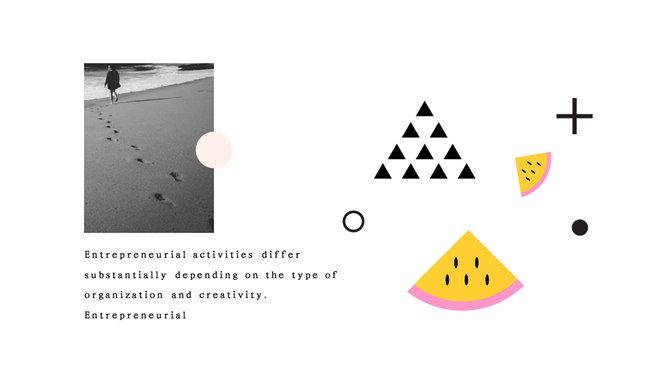 Entrepreneurial activities differ
substantially depending on the type of
organization and creativity.
Entrepreneurial